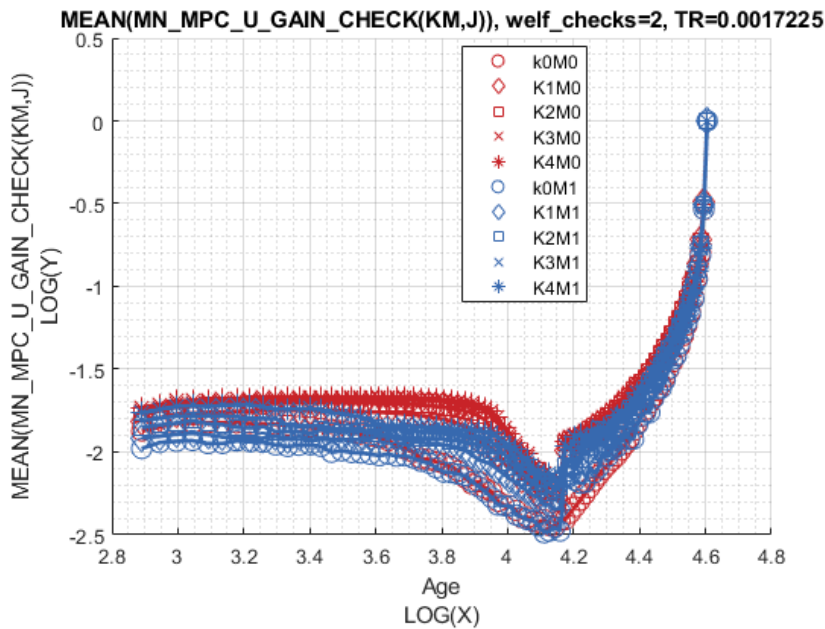 MEAN(MN_MPC_U_GAIN_CHECK(KM,J)), welf_checks=2, TR=0.0017225
MEAN(MN_MPC_U_GAIN_CHECK(KM,J))
LOG(Y)
0.5
0
-0.5
-1
-1.5
-2
-2.5
k0M0
K1M0
K2M0
K3M0
K4M0
k0M1
K1M1
K2M1
K3M1
K4M1
2.8 3 3.2 3.4 3.6 3.8 4 4.2 4.4 4.6 4.8
Age
LOG(X)